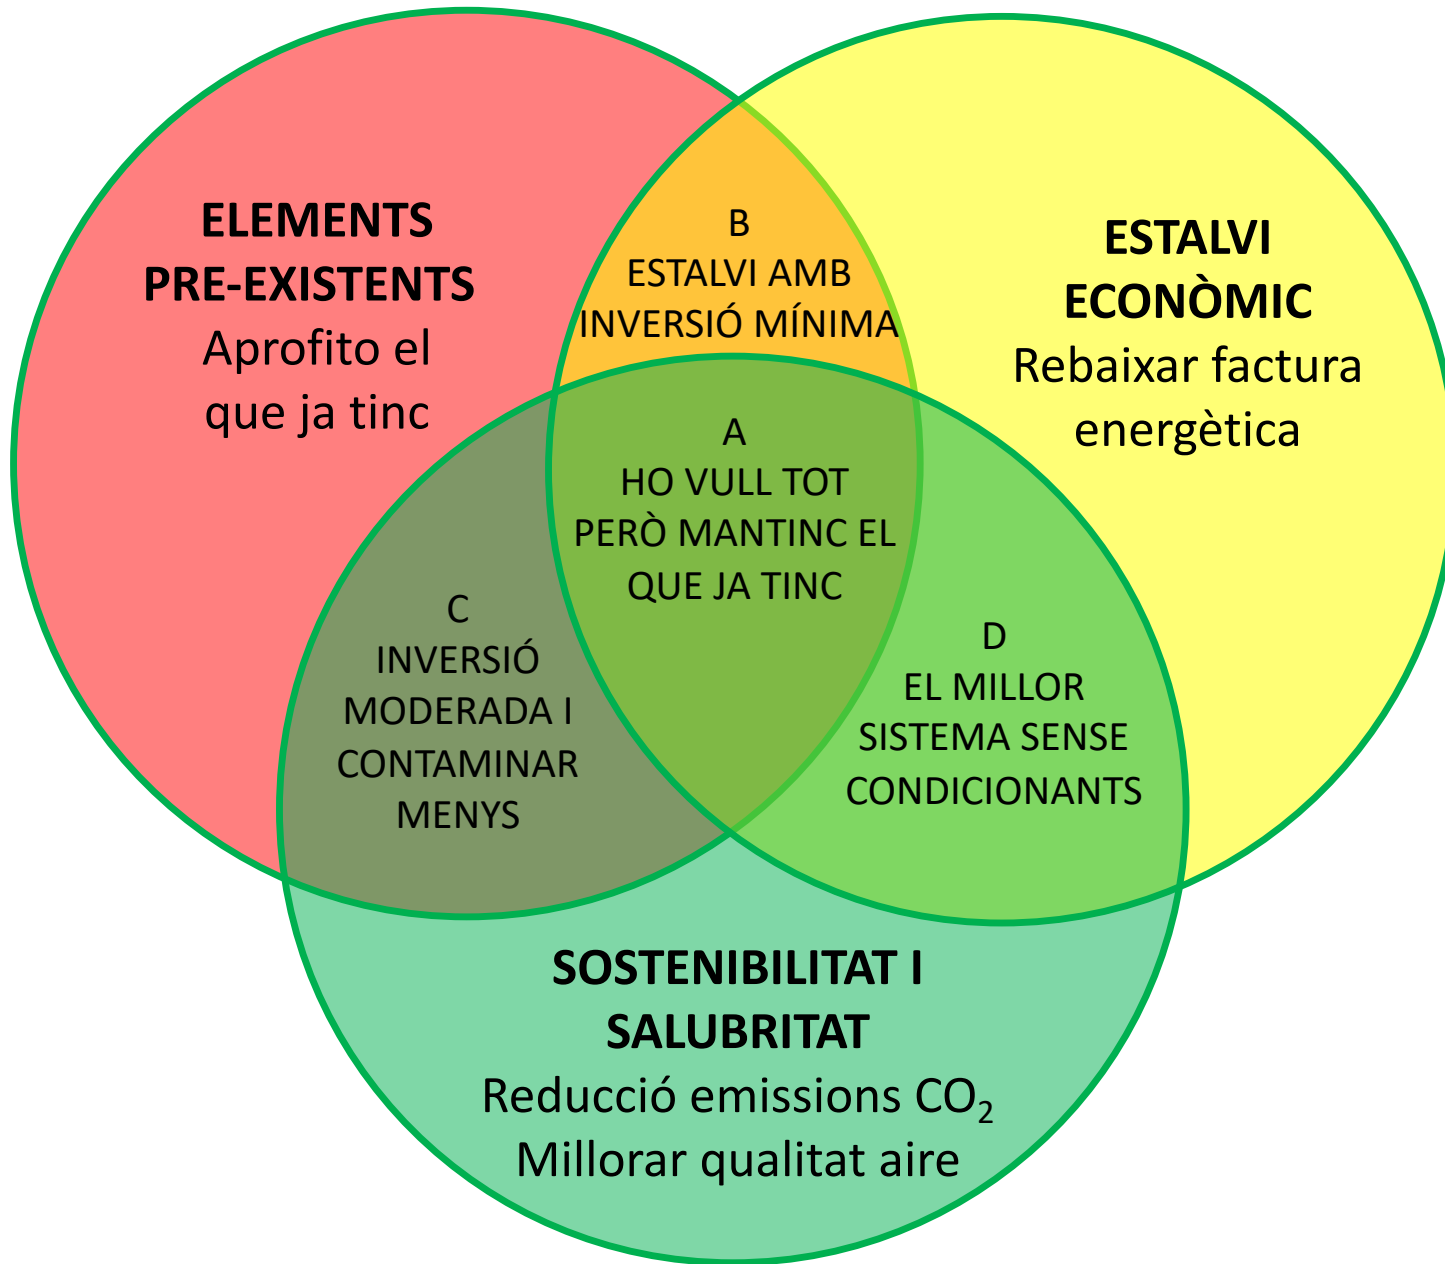 ELEMENTS
PRE-EXISTENTS
Aprofito el
que ja tinc
B
ESTALVI AMB
INVERSIÓ MÍNIMA
ESTALVI
ECONÒMIC
Rebaixar factura
energètica
A
HO VULL TOT
PERÒ MANTINC EL
QUE JA TINC
C
INVERSIÓ
MODERADA I
CONTAMINAR
MENYS
D
EL MILLOR
SISTEMA SENSE
CONDICIONANTS
SOSTENIBILITAT I
SALUBRITAT
Reducció emissions CO₂
Millorar qualitat aire